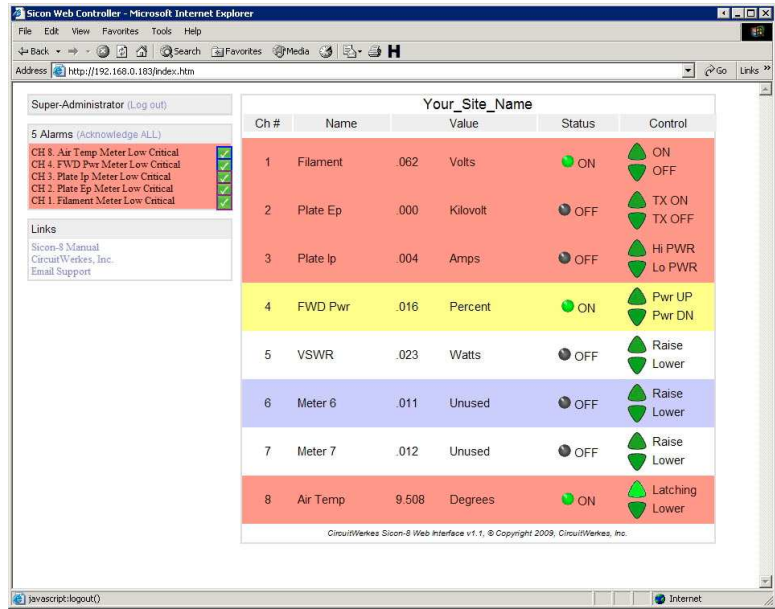 Sicon Web Controller - Microsoft Internet Explorer
File Edit View Favorites Tools Help
Back Search Favorites Media H
Address http://192.168.0.183/index.htm Go Links »
Super-Administrator (Log out)
5 Alarms (Acknowledge ALL)
CH 8. Air Temp Meter Low Critical
CH 4. FWD Pwr Meter Low Critical
CH 3. Plate Ip Meter Low Critical
CH 2. Plate Ep Meter Low Critical
CH 1. Filament Meter Low Critical
Links
Sicon-8 Manual
CircuitWerkes, Inc.
Email Support
Your_Site_Name
Ch # Name Value Status Control
1 Filament .062 Volts ON ON
OFF
2 Plate Ep .000 Kilovolt OFF TX ON
TX OFF
3 Plate Ip .004 Amps OFF Hi PWR
Lo PWR
4 FWD Pwr .016 Percent ON Pwr UP
Pwr DN
5 VSWR .023 Watts OFF Raise
Lower
6 Meter 6 .011 Unused OFF Raise
Lower
7 Meter 7 .012 Unused OFF Raise
Lower
8 Air Temp 9.508 Degrees ON Latching
Lower
CircuitWerkes Sicon-8 Web Interface v1.1, © Copyright 2009, CircuitWerkes, Inc.
javascript:logout() Internet